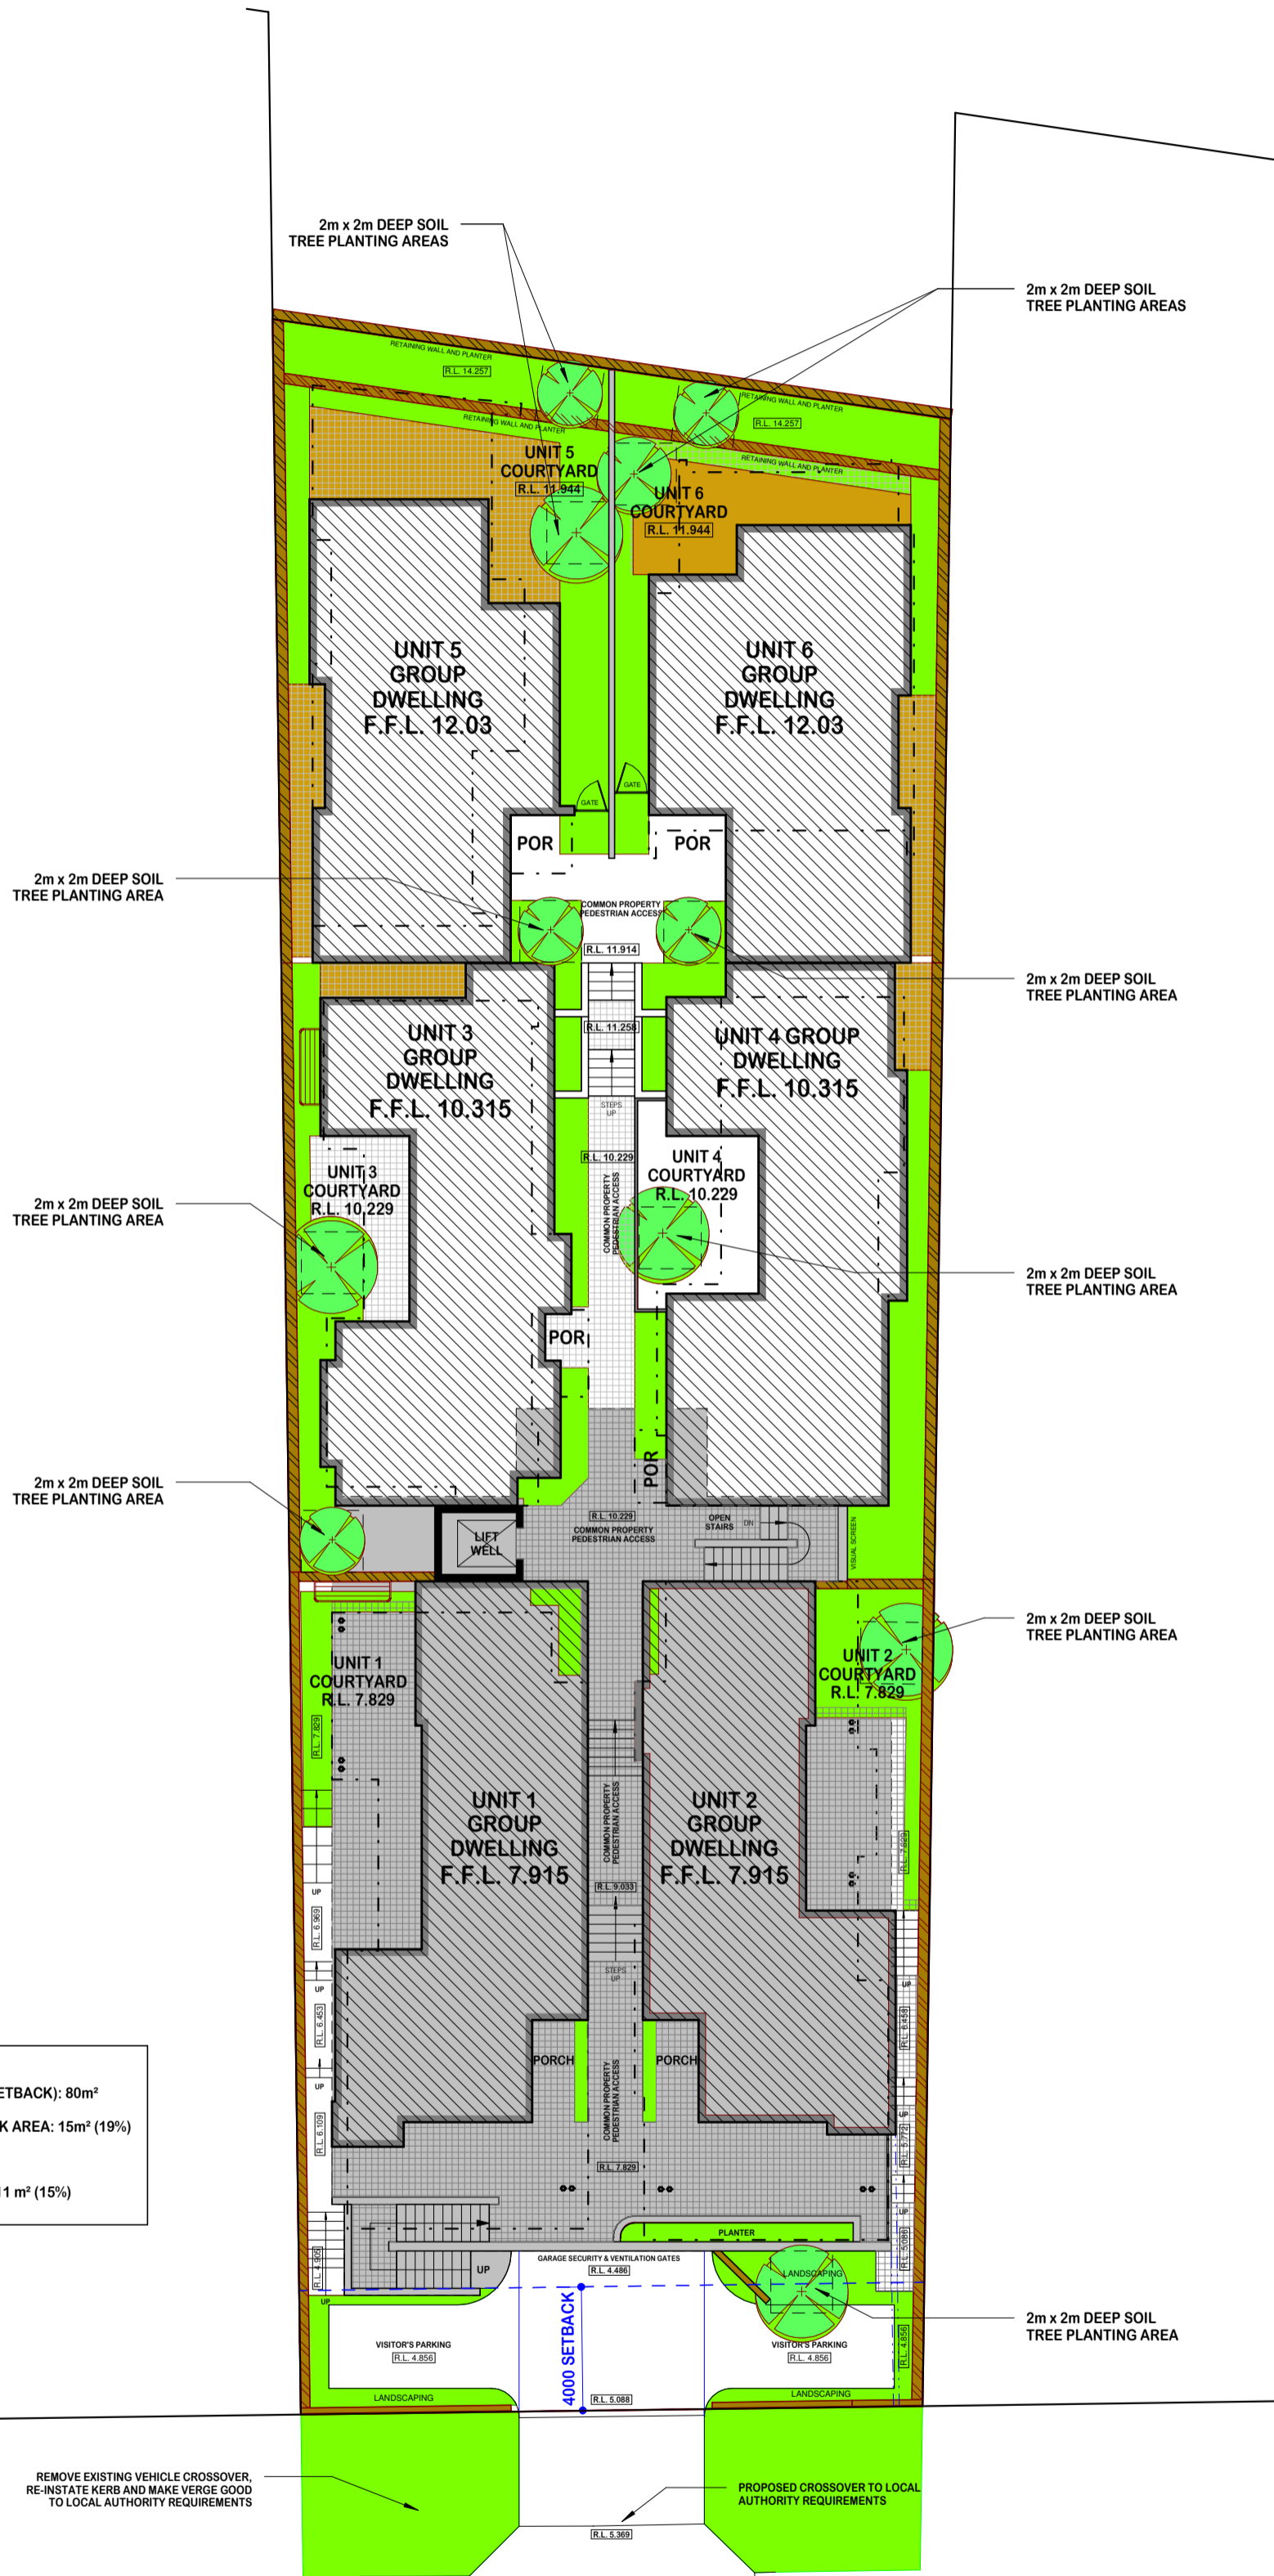 2m x 2m DEEP SOIL
TREE PLANTING AREAS
2m x 2m DEEP SOIL
TREE PLANTING AREAS
RETAINING WALL AND PLANTER
R.L. 14.257
RETAINING WALL AND PLANTER
RETAINING WALL AND PLANTER
R.L. 14.257
RETAINING WALL AND PLANTER
UNIT 5
COURTYARD
R.L. 11.944
UNIT 6
COURTYARD
R.L. 11.944
UNIT 5
GROUP
DWELLING
F.F.L. 12.03
UNIT 6
GROUP
DWELLING
F.F.L. 12.03
GATE
GATE
POR
POR
2m x 2m DEEP SOIL
TREE PLANTING AREA
COMMON PROPERTY
PEDESTRIAN ACCESS
R.L. 11.914
2m x 2m DEEP SOIL
TREE PLANTING AREA
R.L. 11.258
UNIT 3
GROUP
DWELLING
F.F.L. 10.315
UNIT 4 GROUP
DWELLING
F.F.L. 10.315
STEPS
UP
R.L. 10.229
COMMON PROPERTY
PEDESTRIAN ACCESS
UNIT 3
COURTYARD
R.L. 10.229
UNIT 4
COURTYARD
R.L. 10.229
2m x 2m DEEP SOIL
TREE PLANTING AREA
2m x 2m DEEP SOIL
TREE PLANTING AREA
POR
POR
2m x 2m DEEP SOIL
TREE PLANTING AREA
R.L. 10.229
COMMON PROPERTY
PEDESTRIAN ACCESS
LIFT
WELL
OPEN
STAIRS
DN
VISUAL SCREEN
2m x 2m DEEP SOIL
TREE PLANTING AREA
UNIT 1
COURTYARD
R.L. 7.829
UNIT 2
COURTYARD
R.L. 7.829
R.L. 7.829
UNIT 1
GROUP
DWELLING
F.F.L. 7.915
COMMON PROPERTY
PEDESTRIAN ACCESS
UNIT 2
GROUP
DWELLING
F.F.L. 7.915
R.L. 7.829
R.L. 9.033
UP
R.L. 6.969
STEPS
UP
UP
R.L. 6.453
UP
R.L. 6.458
UP
R.L. 6.109
PORCH
PORCH
COMMON PROPERTY
PEDESTRIAN ACCESS
UP
R.L. 5.772
R.L. 7.829
UP
R.L. 5.086
PLANTER
UP
R.L. 4.905
UP
GARAGE SECURITY & VENTILATION GATES
R.L. 4.486
LANDSCAPING
4000 SETBACK
VISITOR'S PARKING
R.L. 4.856
VISITOR'S PARKING
R.L. 4.856
R.L. 4.856
2m x 2m DEEP SOIL
TREE PLANTING AREA
LANDSCAPING
R.L. 5.088
LANDSCAPING
ETBACK): 80m²
K AREA: 15m² (19%)
11 m² (15%)
REMOVE EXISTING VEHICLE CROSSOVER,
RE-INSTATE KERB AND MAKE VERGE GOOD
TO LOCAL AUTHORITY REQUIREMENTS
PROPOSED CROSSOVER TO LOCAL
AUTHORITY REQUIREMENTS
R.L. 5.369